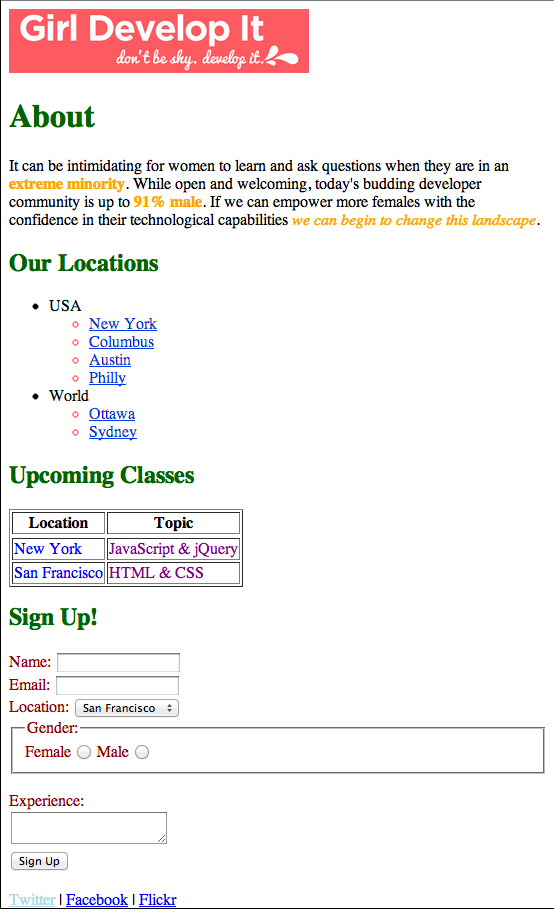 Girl Develop It
don't be shy. develop it.
About
It can be intimidating for women to learn and ask questions when they are in an
extreme minority. While open and welcoming, today's budding developer
community is up to 91% male. If we can empower more females with the
confidence in their technological capabilities we can begin to change this landscape.
Our Locations
USA
New York
Columbus
Austin
Philly
World
Ottawa
Sydney
Upcoming Classes
Location Topic
New York JavaScript & jQuery
San Francisco HTML & CSS
Sign Up!
Name:
Email:
Location: San Francisco
Gender:
Female Male
Experience:
Sign Up
Twitter | Facebook | Flickr